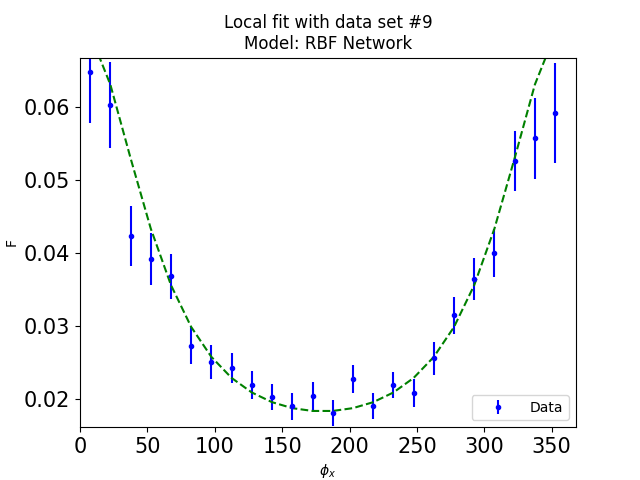 Local fit with data set #9
Model: RBF Network
F
0.06
0.05
0.04
0.03
0.02
0 50 100 150 200 250 300 350
ϕₓ
Data